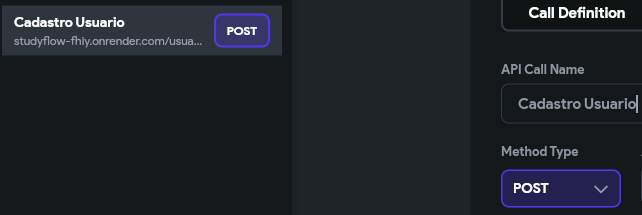 Cadastro Usuario
studyflow-fhly.onrender.com/usua...
POST
Call Definition
API Call Name
Cadastro Usuario
Method Type
POST